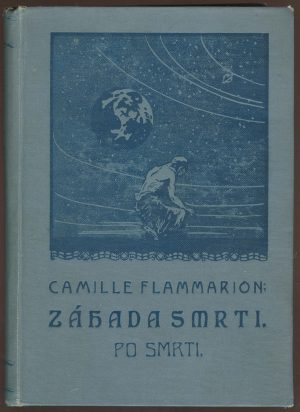 CAMILLE FLAMMARION:
ZÁHADA SMRTI.
PO SMRTI.